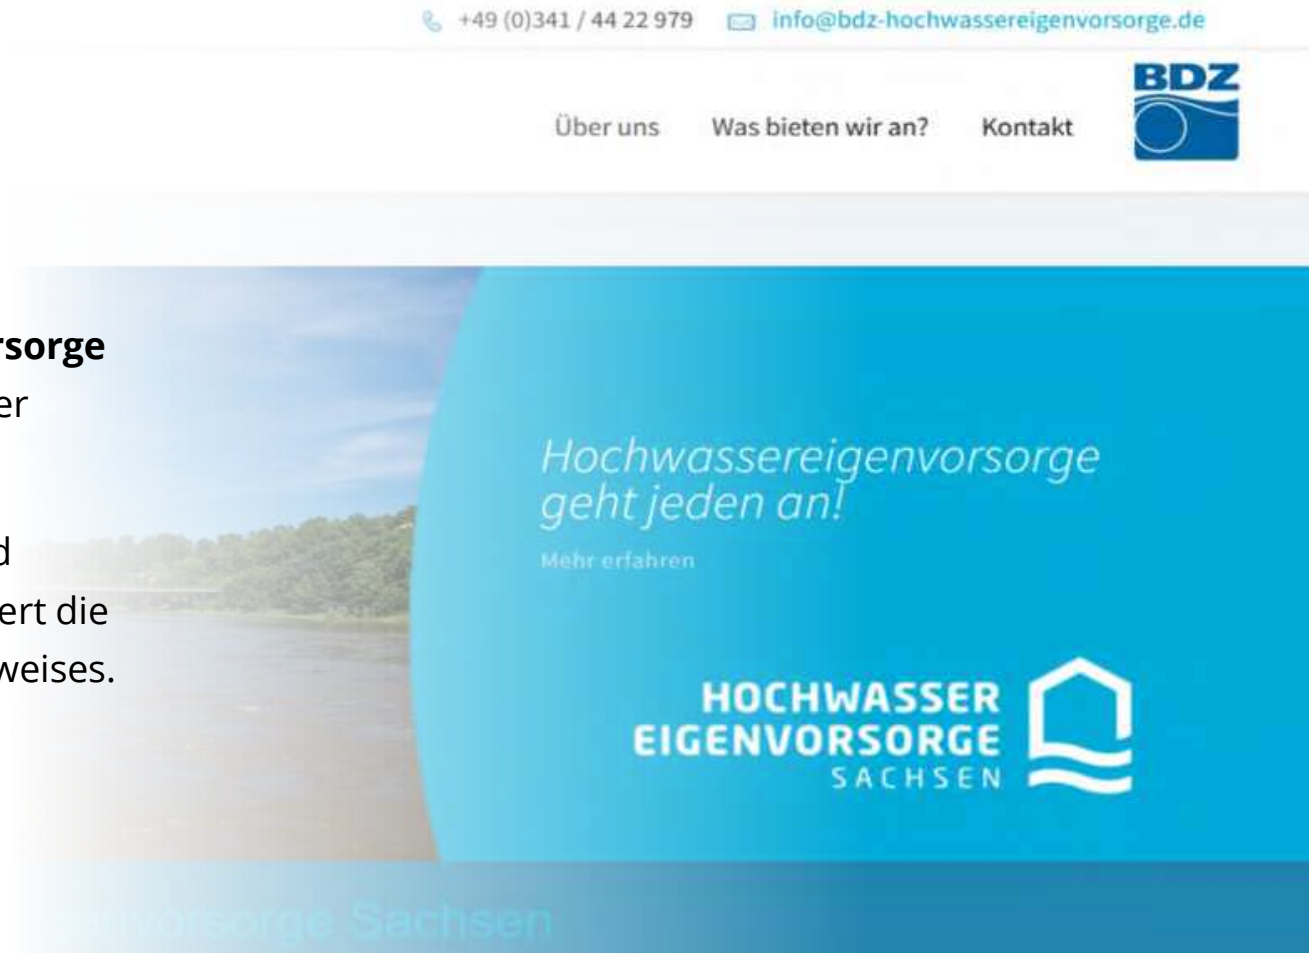 +49 (0)341 / 44 22 979 info@bdz-hochwassereigenvorsorge.de
BDZ
Über uns Was bieten wir an? Kontakt
rsorge
er
d
ert die
weises.
Hochwassereigenvorsorge
geht jeden an!
Mehr erfahren
HOCHWASSER
EIGENVORSORGE
SACHSEN
envorsorge Sachsen